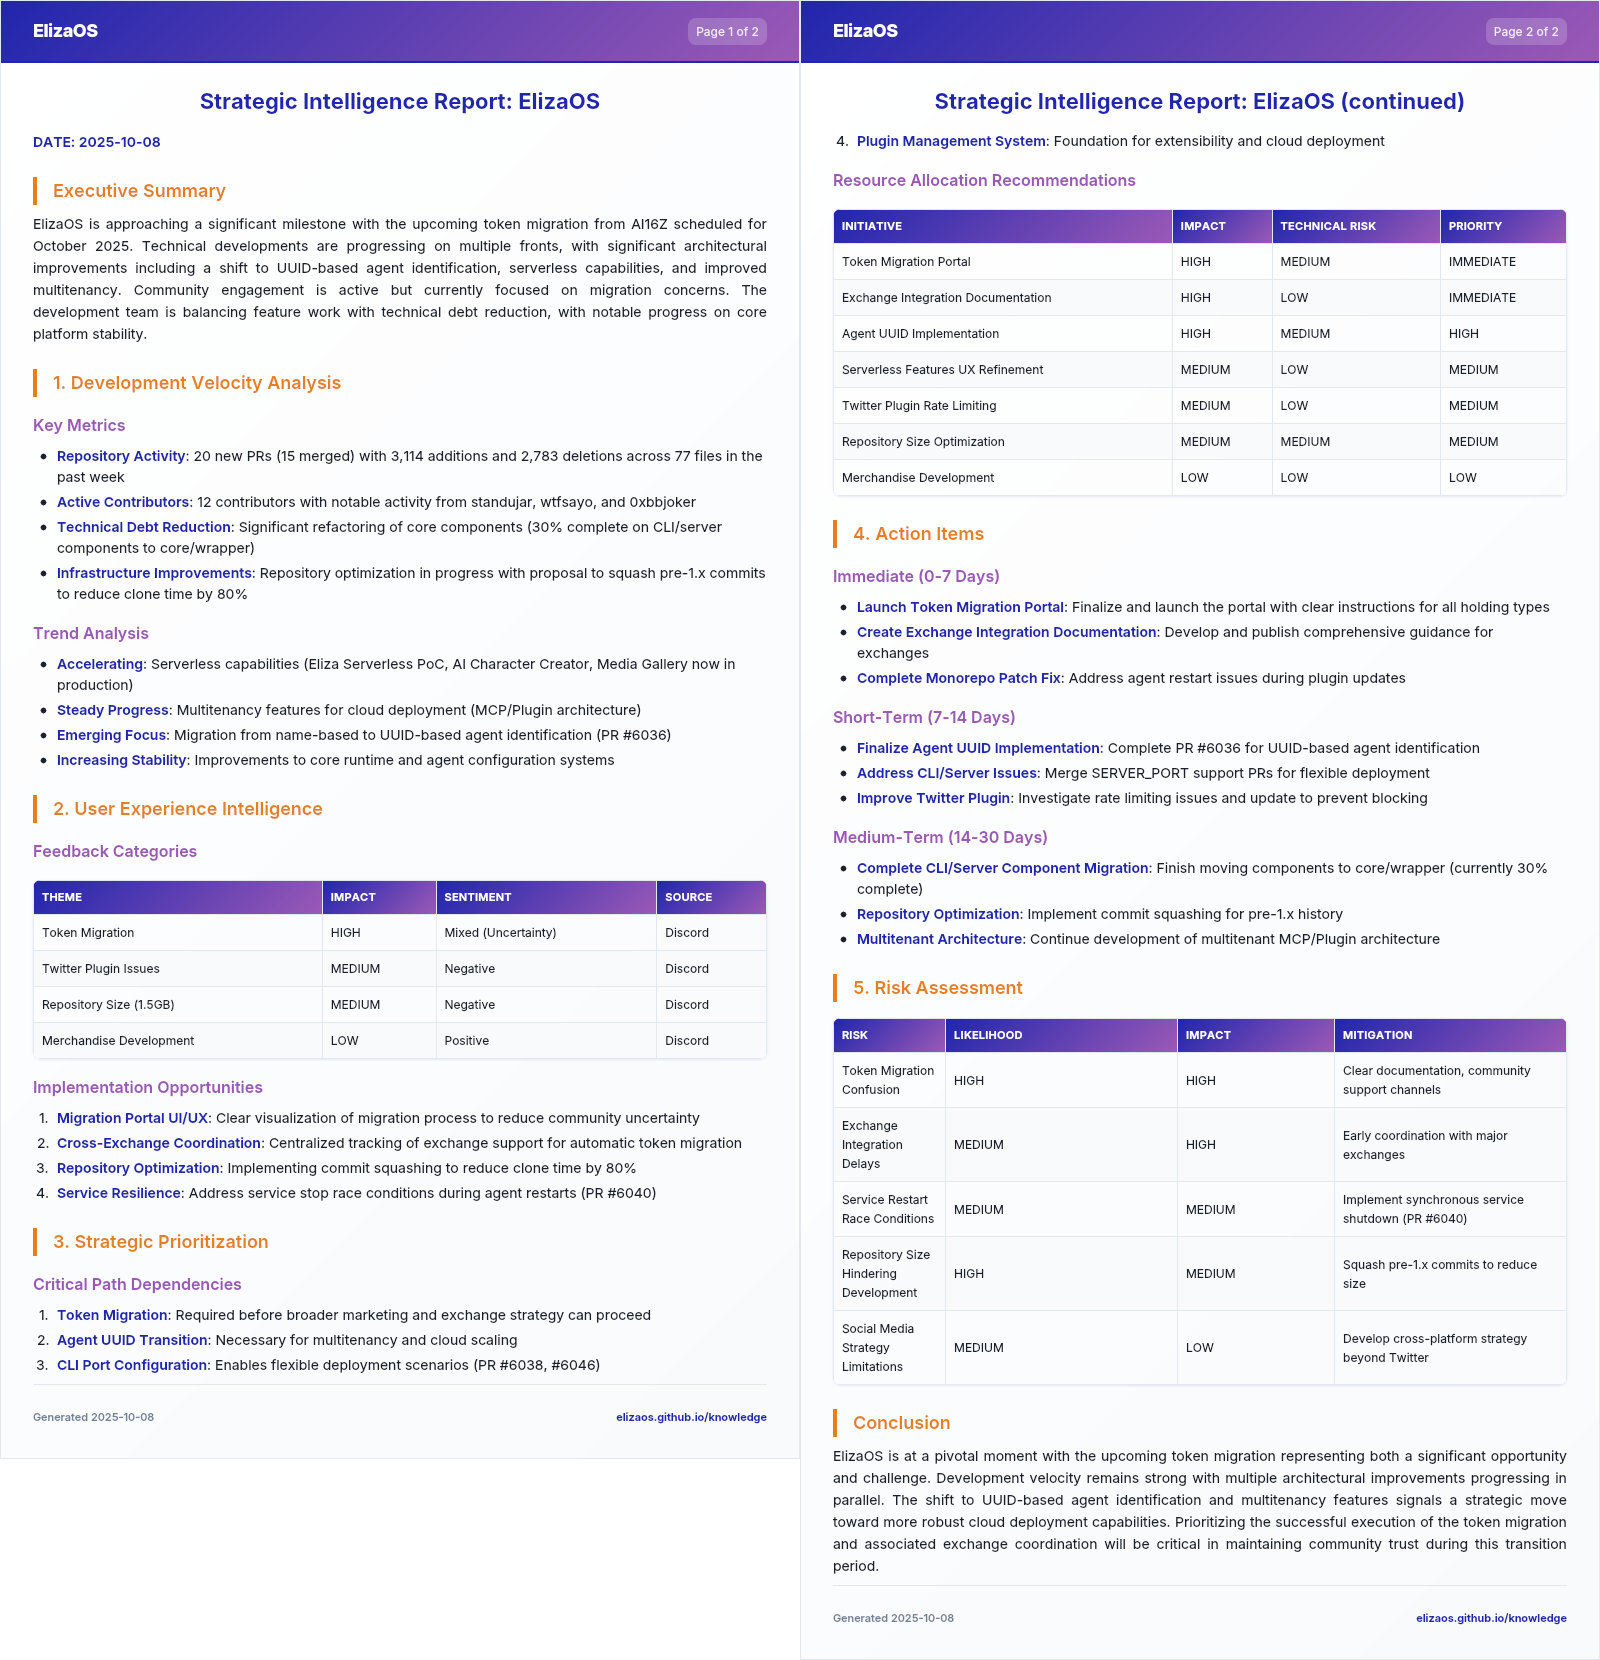 ElizaOS
Page 1 of 2
Strategic Intelligence Report: ElizaOS
DATE: 2025-10-08
Executive Summary
ElizaOS is approaching a significant milestone with the upcoming token migration from AI16Z scheduled for
October 2025. Technical developments are progressing on multiple fronts, with significant architectural
improvements including a shift to UUID-based agent identification, serverless capabilities, and improved
multitenancy. Community engagement is active but currently focused on migration concerns. The
development team is balancing feature work with technical debt reduction, with notable progress on core
platform stability.
1. Development Velocity Analysis
Key Metrics
• Repository Activity: 20 new PRs (15 merged) with 3,114 additions and 2,783 deletions across 77 files in the
past week
• Active Contributors: 12 contributors with notable activity from standujar, wtfsayo, and 0xbbjoker
• Technical Debt Reduction: Significant refactoring of core components (30% complete on CLI/server
components to core/wrapper)
• Infrastructure Improvements: Repository optimization in progress with proposal to squash pre-1.x commits
to reduce clone time by 80%
Trend Analysis
• Accelerating: Serverless capabilities (Eliza Serverless PoC, AI Character Creator, Media Gallery now in
production)
• Steady Progress: Multitenancy features for cloud deployment (MCP/Plugin architecture)
• Emerging Focus: Migration from name-based to UUID-based agent identification (PR #6036)
• Increasing Stability: Improvements to core runtime and agent configuration systems
2. User Experience Intelligence
Feedback Categories
THEME IMPACT SENTIMENT SOURCE
Token Migration HIGH Mixed (Uncertainty) Discord
Twitter Plugin Issues MEDIUM Negative Discord
Repository Size (1.5GB) MEDIUM Negative Discord
Merchandise Development LOW Positive Discord
Implementation Opportunities
1. Migration Portal UI/UX: Clear visualization of migration process to reduce community uncertainty
2. Cross-Exchange Coordination: Centralized tracking of exchange support for automatic token migration
3. Repository Optimization: Implementing commit squashing to reduce clone time by 80%
4. Service Resilience: Address service stop race conditions during agent restarts (PR #6040)
3. Strategic Prioritization
Critical Path Dependencies
1. Token Migration: Required before broader marketing and exchange strategy can proceed
2. Agent UUID Transition: Necessary for multitenancy and cloud scaling
3. CLI Port Configuration: Enables flexible deployment scenarios (PR #6038, #6046)
Generated 2025-10-08
elizaos.github.io/knowledge
ElizaOS
Page 2 of 2
Strategic Intelligence Report: ElizaOS (continued)
4. Plugin Management System: Foundation for extensibility and cloud deployment
Resource Allocation Recommendations
INITIATIVE IMPACT TECHNICAL RISK PRIORITY
Token Migration Portal HIGH MEDIUM IMMEDIATE
Exchange Integration Documentation HIGH LOW IMMEDIATE
Agent UUID Implementation HIGH MEDIUM HIGH
Serverless Features UX Refinement MEDIUM LOW MEDIUM
Twitter Plugin Rate Limiting MEDIUM LOW MEDIUM
Repository Size Optimization MEDIUM MEDIUM MEDIUM
Merchandise Development LOW LOW LOW
4. Action Items
Immediate (0-7 Days)
• Launch Token Migration Portal: Finalize and launch the portal with clear instructions for all holding types
• Create Exchange Integration Documentation: Develop and publish comprehensive guidance for
exchanges
• Complete Monorepo Patch Fix: Address agent restart issues during plugin updates
Short-Term (7-14 Days)
• Finalize Agent UUID Implementation: Complete PR #6036 for UUID-based agent identification
• Address CLI/Server Issues: Merge SERVER_PORT support PRs for flexible deployment
• Improve Twitter Plugin: Investigate rate limiting issues and update to prevent blocking
Medium-Term (14-30 Days)
• Complete CLI/Server Component Migration: Finish moving components to core/wrapper (currently 30%
complete)
• Repository Optimization: Implement commit squashing for pre-1.x history
• Multitenant Architecture: Continue development of multitenant MCP/Plugin architecture
5. Risk Assessment
RISK LIKELIHOOD IMPACT MITIGATION
Token Migration
Confusion
HIGH
HIGH
Clear documentation, community
support channels
Exchange
Integration
Delays
MEDIUM
HIGH
Early coordination with major
exchanges
Service Restart
Race Conditions
MEDIUM
MEDIUM
Implement synchronous service
shutdown (PR #6040)
Repository Size
Hindering
Development
HIGH
MEDIUM
Squash pre-1.x commits to reduce
size
Social Media
Strategy
Limitations
MEDIUM
LOW
Develop cross-platform strategy
beyond Twitter
Conclusion
ElizaOS is at a pivotal moment with the upcoming token migration representing both a significant opportunity
and challenge. Development velocity remains strong with multiple architectural improvements progressing in
parallel. The shift to UUID-based agent identification and multitenancy features signals a strategic move
toward more robust cloud deployment capabilities. Prioritizing the successful execution of the token migration
and associated exchange coordination will be critical in maintaining community trust during this transition
period.
Generated 2025-10-08
elizaos.github.io/knowledge